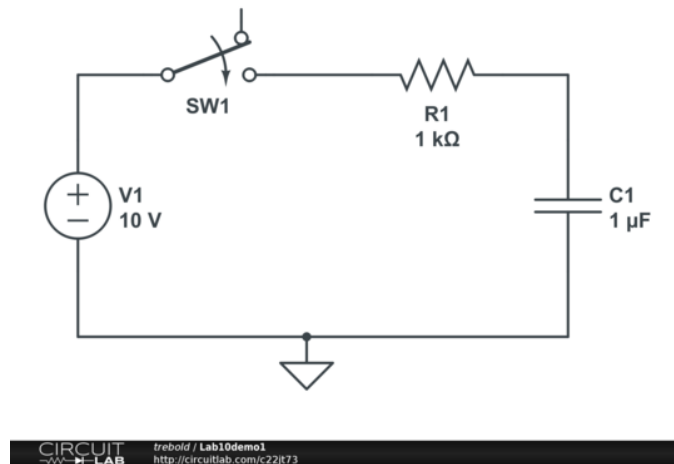 SW1
R1
1 kΩ
V1
10 V
C1
1 µF
CIRCUIT LAB
trebold / Lab10demo1
http://circuitlab.com/c22jt73